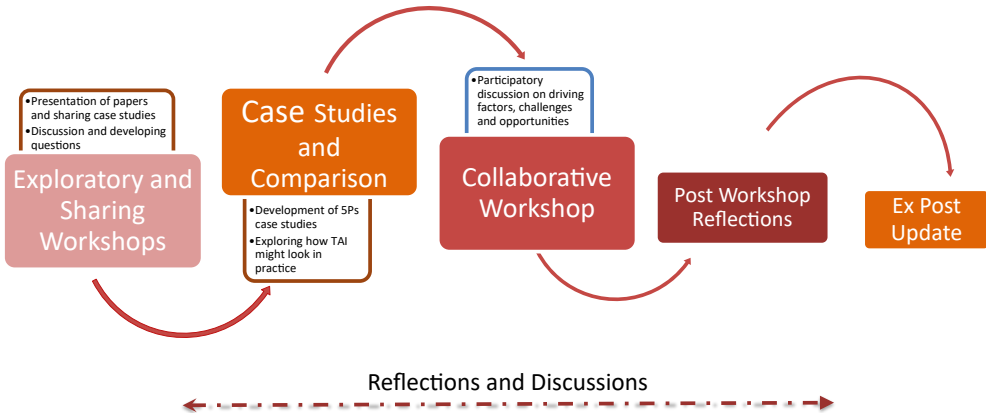 •Presentation of papers
and sharing case studies
•Discussion and developing
questions
Exploratory and
Sharing
Workshops
Case Studies
and
Comparison
•Development of 5Ps
case studies
•Exploring how TAI
might look in
practice
•Participatory
discussion on driving
factors, challenges
and opportunities
Collaborative
Workshop
Post Workshop
Reflections
Ex Post
Update
Reflections and Discussions